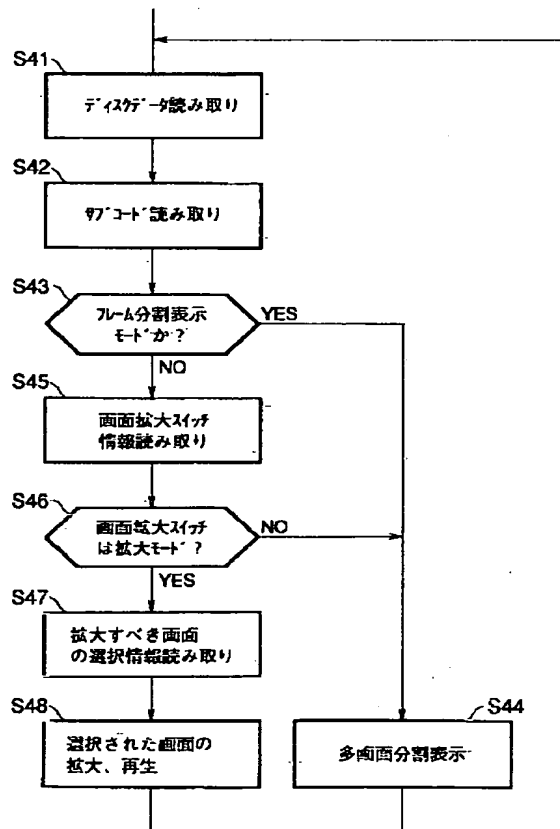 S41
ディスクデータ読み取り
S42
サブコード読み取り
S43
フレーム分割表示
モードか?
YES
NO
S45
画面拡大スイッチ
情報読み取り
S46
画面拡大スイッチ
は拡大モード?
NO
YES
S47
拡大すべき画面
の選択情報読み取り
S48
選択された画面の
拡大、再生
S44
多画面分割表示